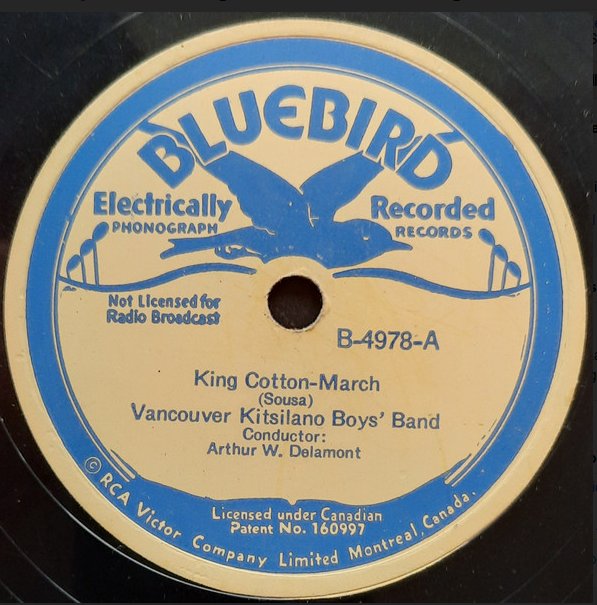 BLUEBIRD
Electrically Recorded
PHONOGRAPH RECORDS
Not Licensed for
Radio Broadcast
B-4978-A
King Cotton-March
(Sousa)
Vancouver Kitsilano Boys' Band
Conductor:
Arthur W. Delamont
Licensed under Canadian
Patent No. 160997
©RCA Victor Company Limited Montreal, Canada.